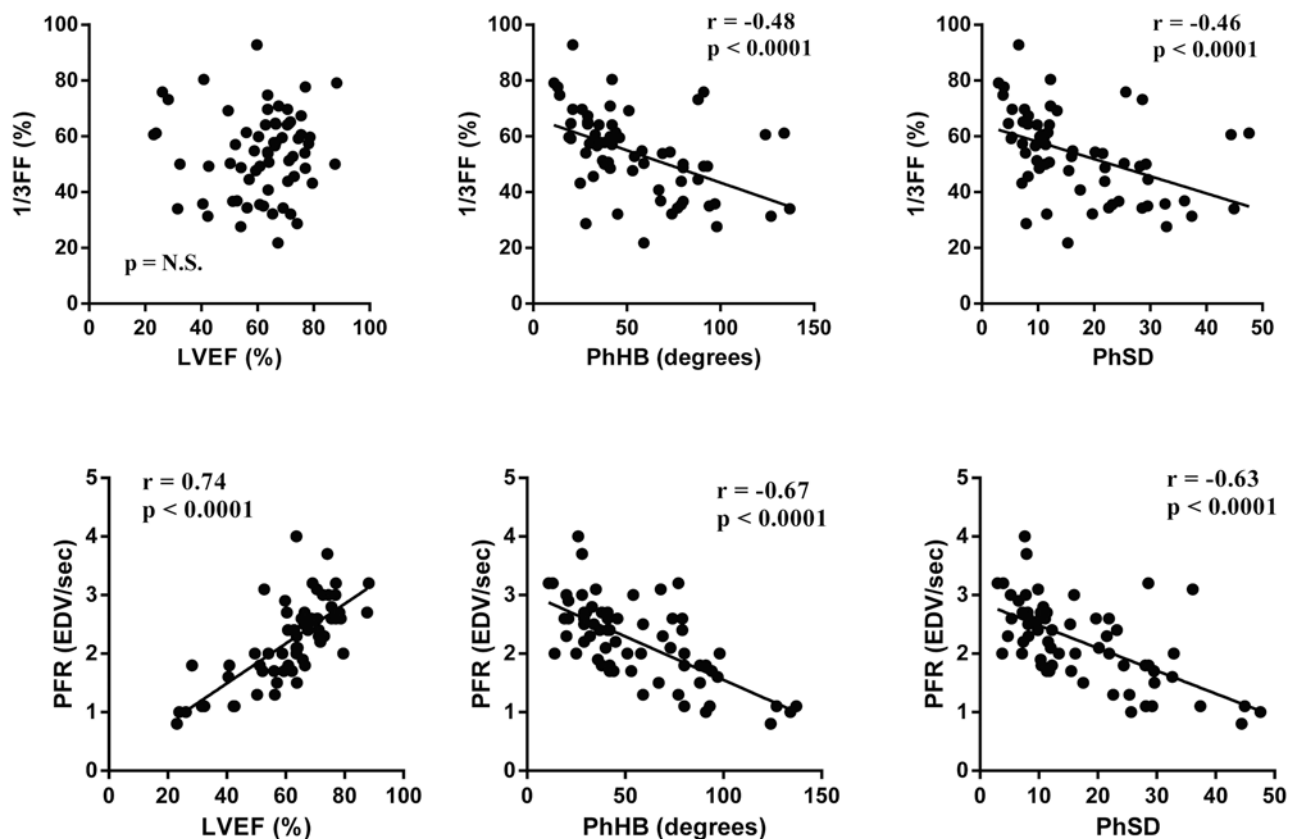 r = -0.48
p < 0.0001
r = -0.46
p < 0.0001
100
80
60
40
20
0
1/3FF (%)
p = N.S.
0 20 40 60 80 100
LVEF (%)
100
80
60
40
20
0
1/3FF (%)
0 50 100 150
PhHB (degrees)
100
80
60
40
20
0
1/3FF (%)
0 10 20 30 40 50
PhSD
5
4
3
2
1
0
PFR (EDV/sec)
r = 0.74
p < 0.0001
0 20 40 60 80 100
LVEF (%)
5
4
3
2
1
0
PFR (EDV/sec)
r = -0.67
p < 0.0001
0 50 100 150
PhHB (degrees)
5
4
3
2
1
0
PFR (EDV/sec)
r = -0.63
p < 0.0001
0 10 20 30 40 50
PhSD